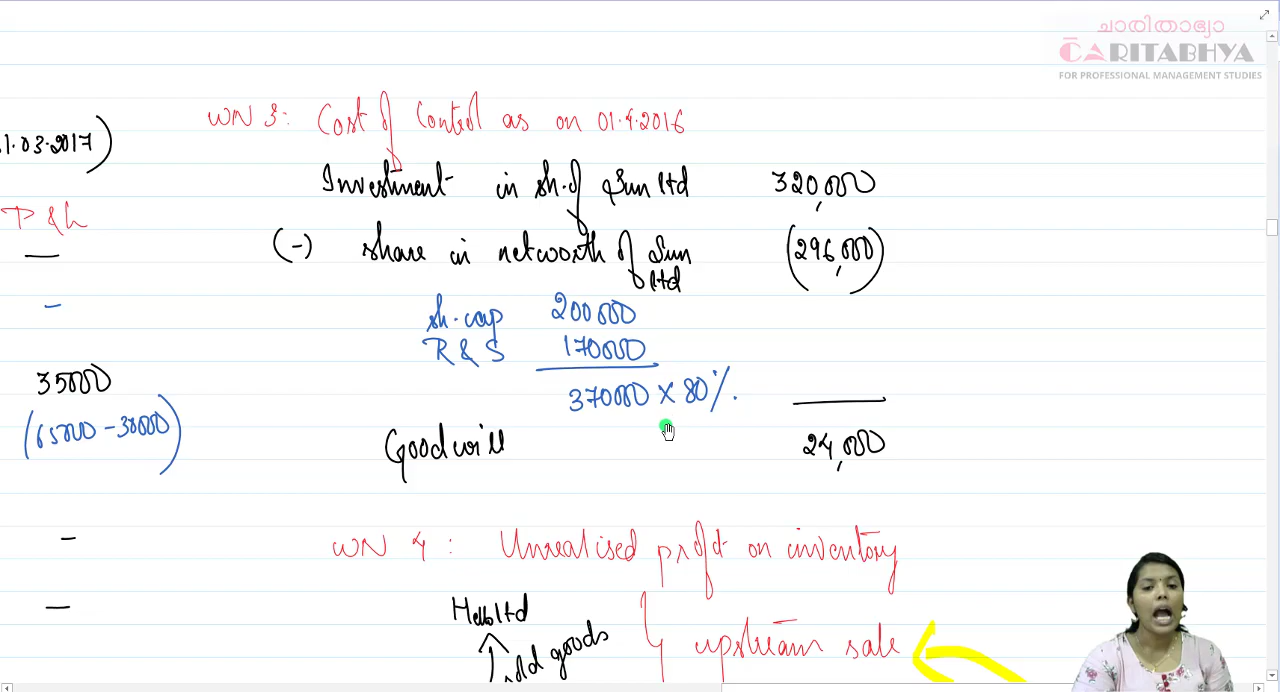 ചാരിതാഭ്യാ
CARITABHYA
FOR PROFESSIONAL MANAGEMENT STUDIES
WN 3: Cost of Control as on 01.4.2016
1.03.2017)
Investment in sh. of Sun ltd 320,000
P & L
(-) share in networth of Sun ltd (296,000)
sh. cap 200000
R & S 170000
35000
370000 x 80%.
(65000 - 30000)
Goodwill 24,000
WN 4: Unrealised profit on inventory
Hello ltd
sold goods
upstream sale